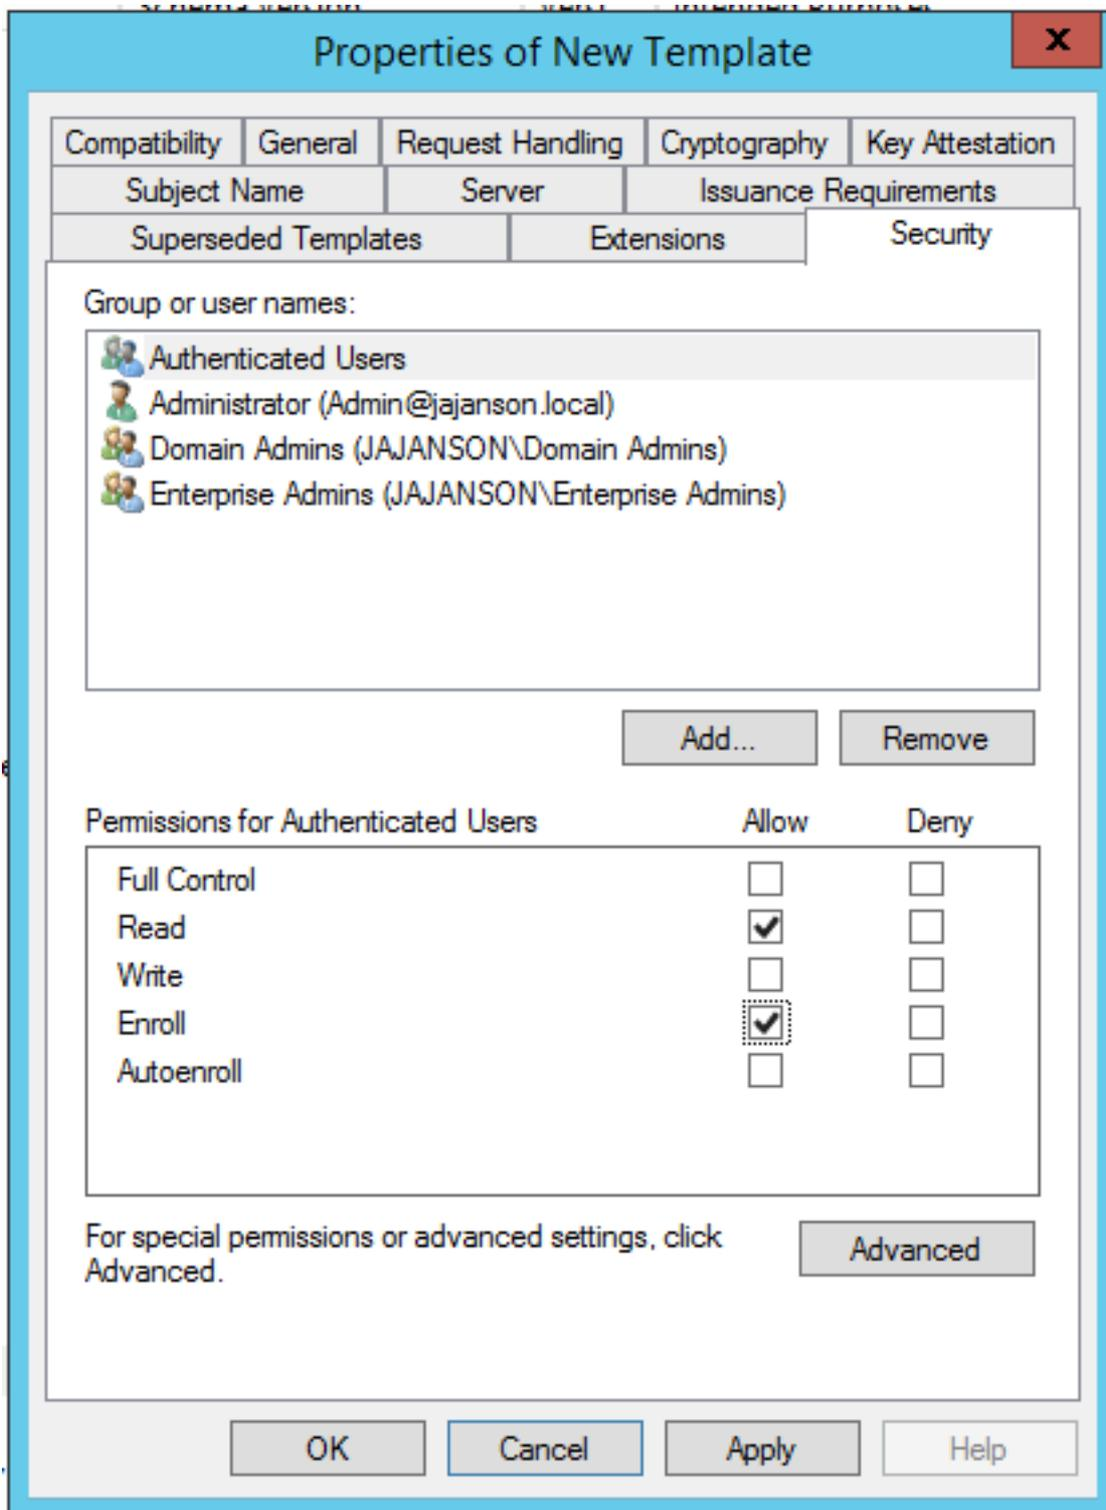 Properties of New Template
x
Compatibility General Request Handling Cryptography Key Attestation
Subject Name Server Issuance Requirements
Superseded Templates Extensions Security
Group or user names:
Authenticated Users
Administrator (Admin@jajanson.local)
Domain Admins (JAJANSON\Domain Admins)
Enterprise Admins (JAJANSON\Enterprise Admins)
Add... Remove
Permissions for Authenticated Users Allow Deny
Full Control
Read
Write
Enroll
Autoenroll
For special permissions or advanced settings, click
Advanced.
Advanced
OK Cancel Apply Help